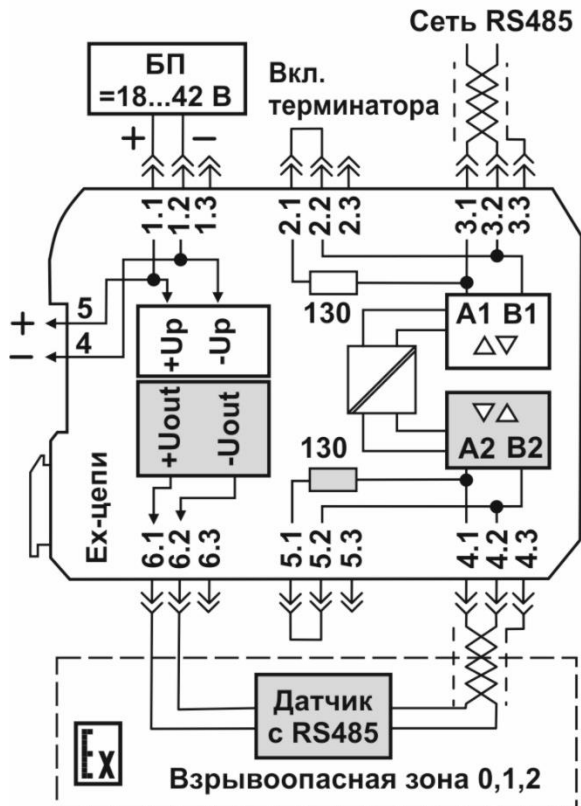 Сеть RS485
БП
=18...42 В
Вкл.
терминатора
+ −
1.1 1.2 1.3 2.1 2.2 2.3 3.1 3.2 3.3
+ 5
− 4
+Up -Up
130
A1 B1
+Uout -Uout
130
A2 B2
Ex-цепи
6.1 6.2 6.3 5.1 5.2 5.3 4.1 4.2 4.3
Датчик
с RS485
Ex
Взрывоопасная зона 0,1,2